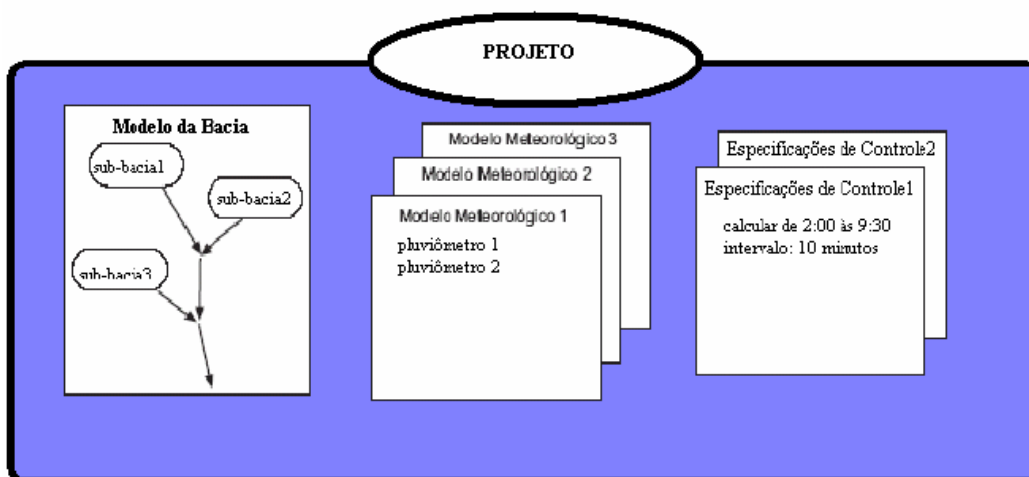 PROJETO
Modelo da Bacia
sub-bacia1
sub-bacia2
sub-bacia3
Modelo Meteorológico 3
Modelo Meteorológico 2
Modelo Meteorológico 1
pluviômetro 1
pluviômetro 2
Especificações de Controle2
Especificações de Controle1
calcular de 2:00 às 9:30
intervalo: 10 minutos